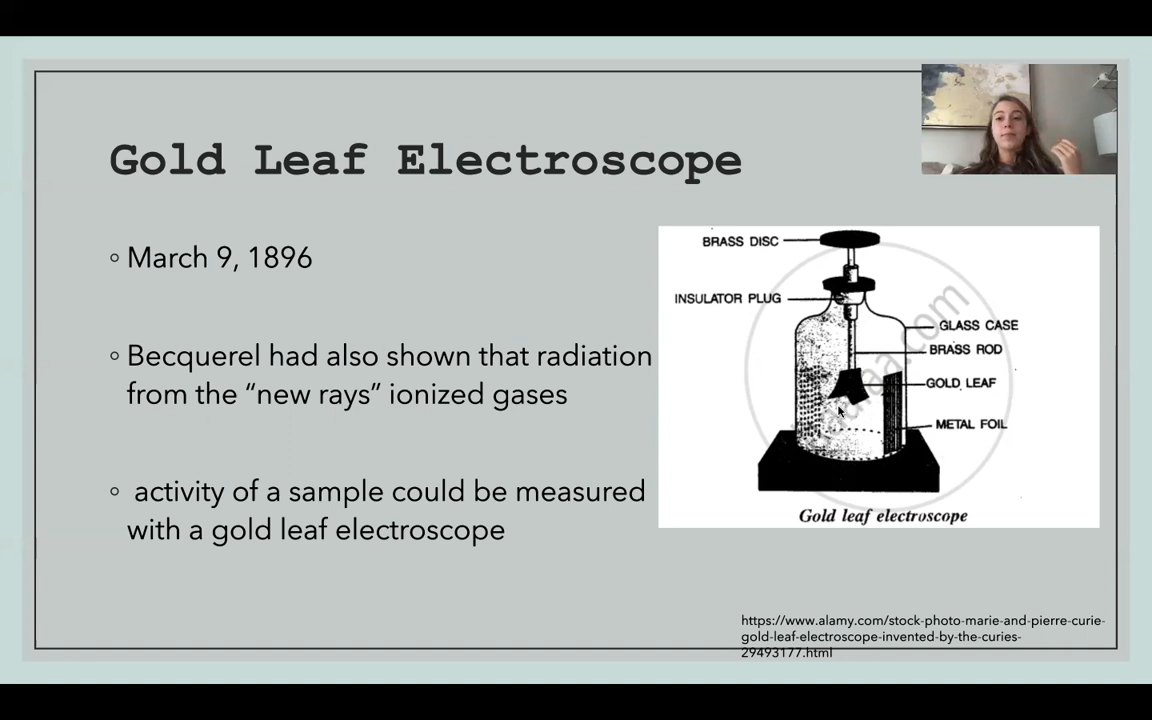 Gold Leaf Electroscope
◦ March 9, 1896
◦ Becquerel had also shown that radiation
from the “new rays” ionized gases
◦ activity of a sample could be measured
with a gold leaf electroscope
BRASS DISC
INSULATOR PLUG
GLASS CASE
BRASS ROD
GOLD LEAF
METAL FOIL
Gold leaf electroscope
https://www.alamy.com/stock-photo-marie-and-pierre-curie-
gold-leaf-electroscope-invented-by-the-curies-
29493177.html